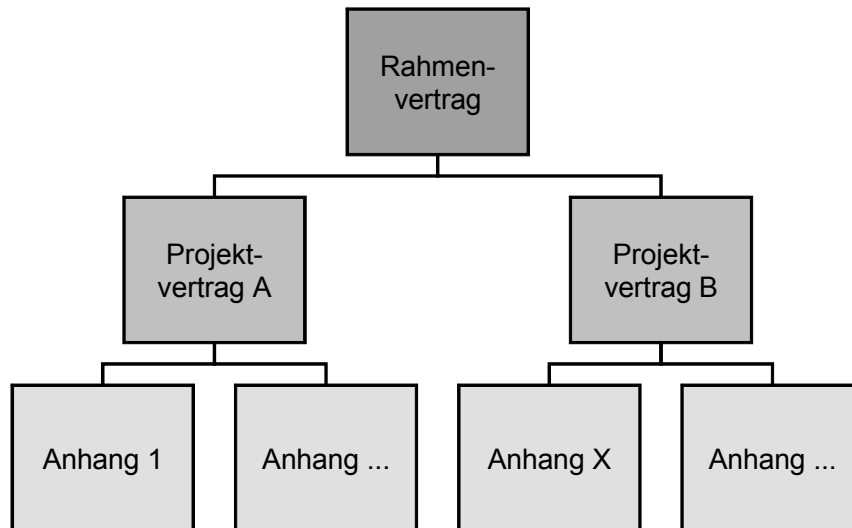 Rahmen-
vertrag
Projekt-
vertrag A
Projekt-
vertrag B
Anhang 1
Anhang ...
Anhang X
Anhang ...